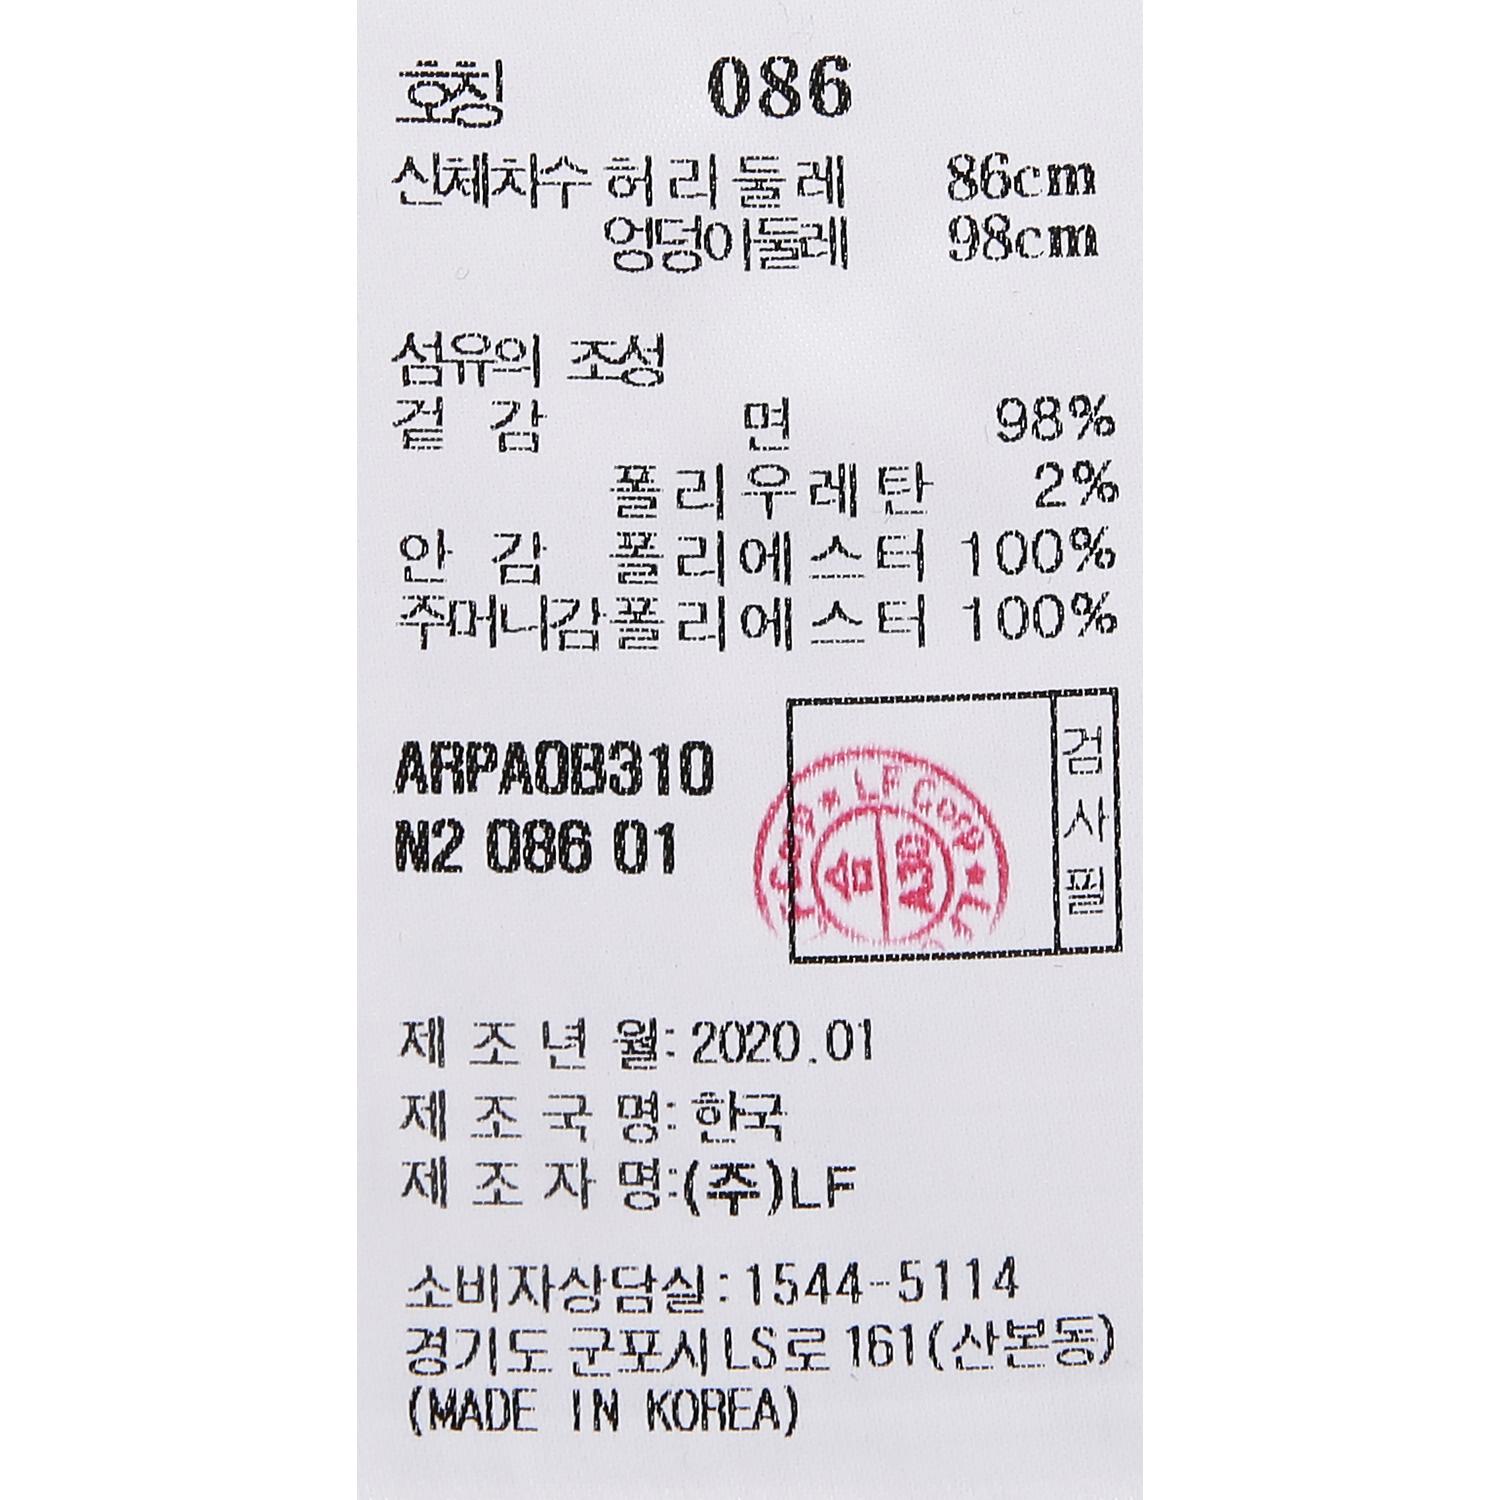 호칭 086
신체치수 허리둘레 86cm
엉덩이둘레 98cm
섬유의 조성
겉감 면 98%
폴리우레탄 2%
안감 폴리에스터 100%
주머니감 폴리에스터 100%
ARPA0B310
N2 086 01
검사필
LF Corp
제조년월: 2020.01
제조국명: 한국
제조자명:(주)LF
소비자상담실: 1544-5114
경기도 군포시 LS로 161(산본동)
(MADE IN KOREA)